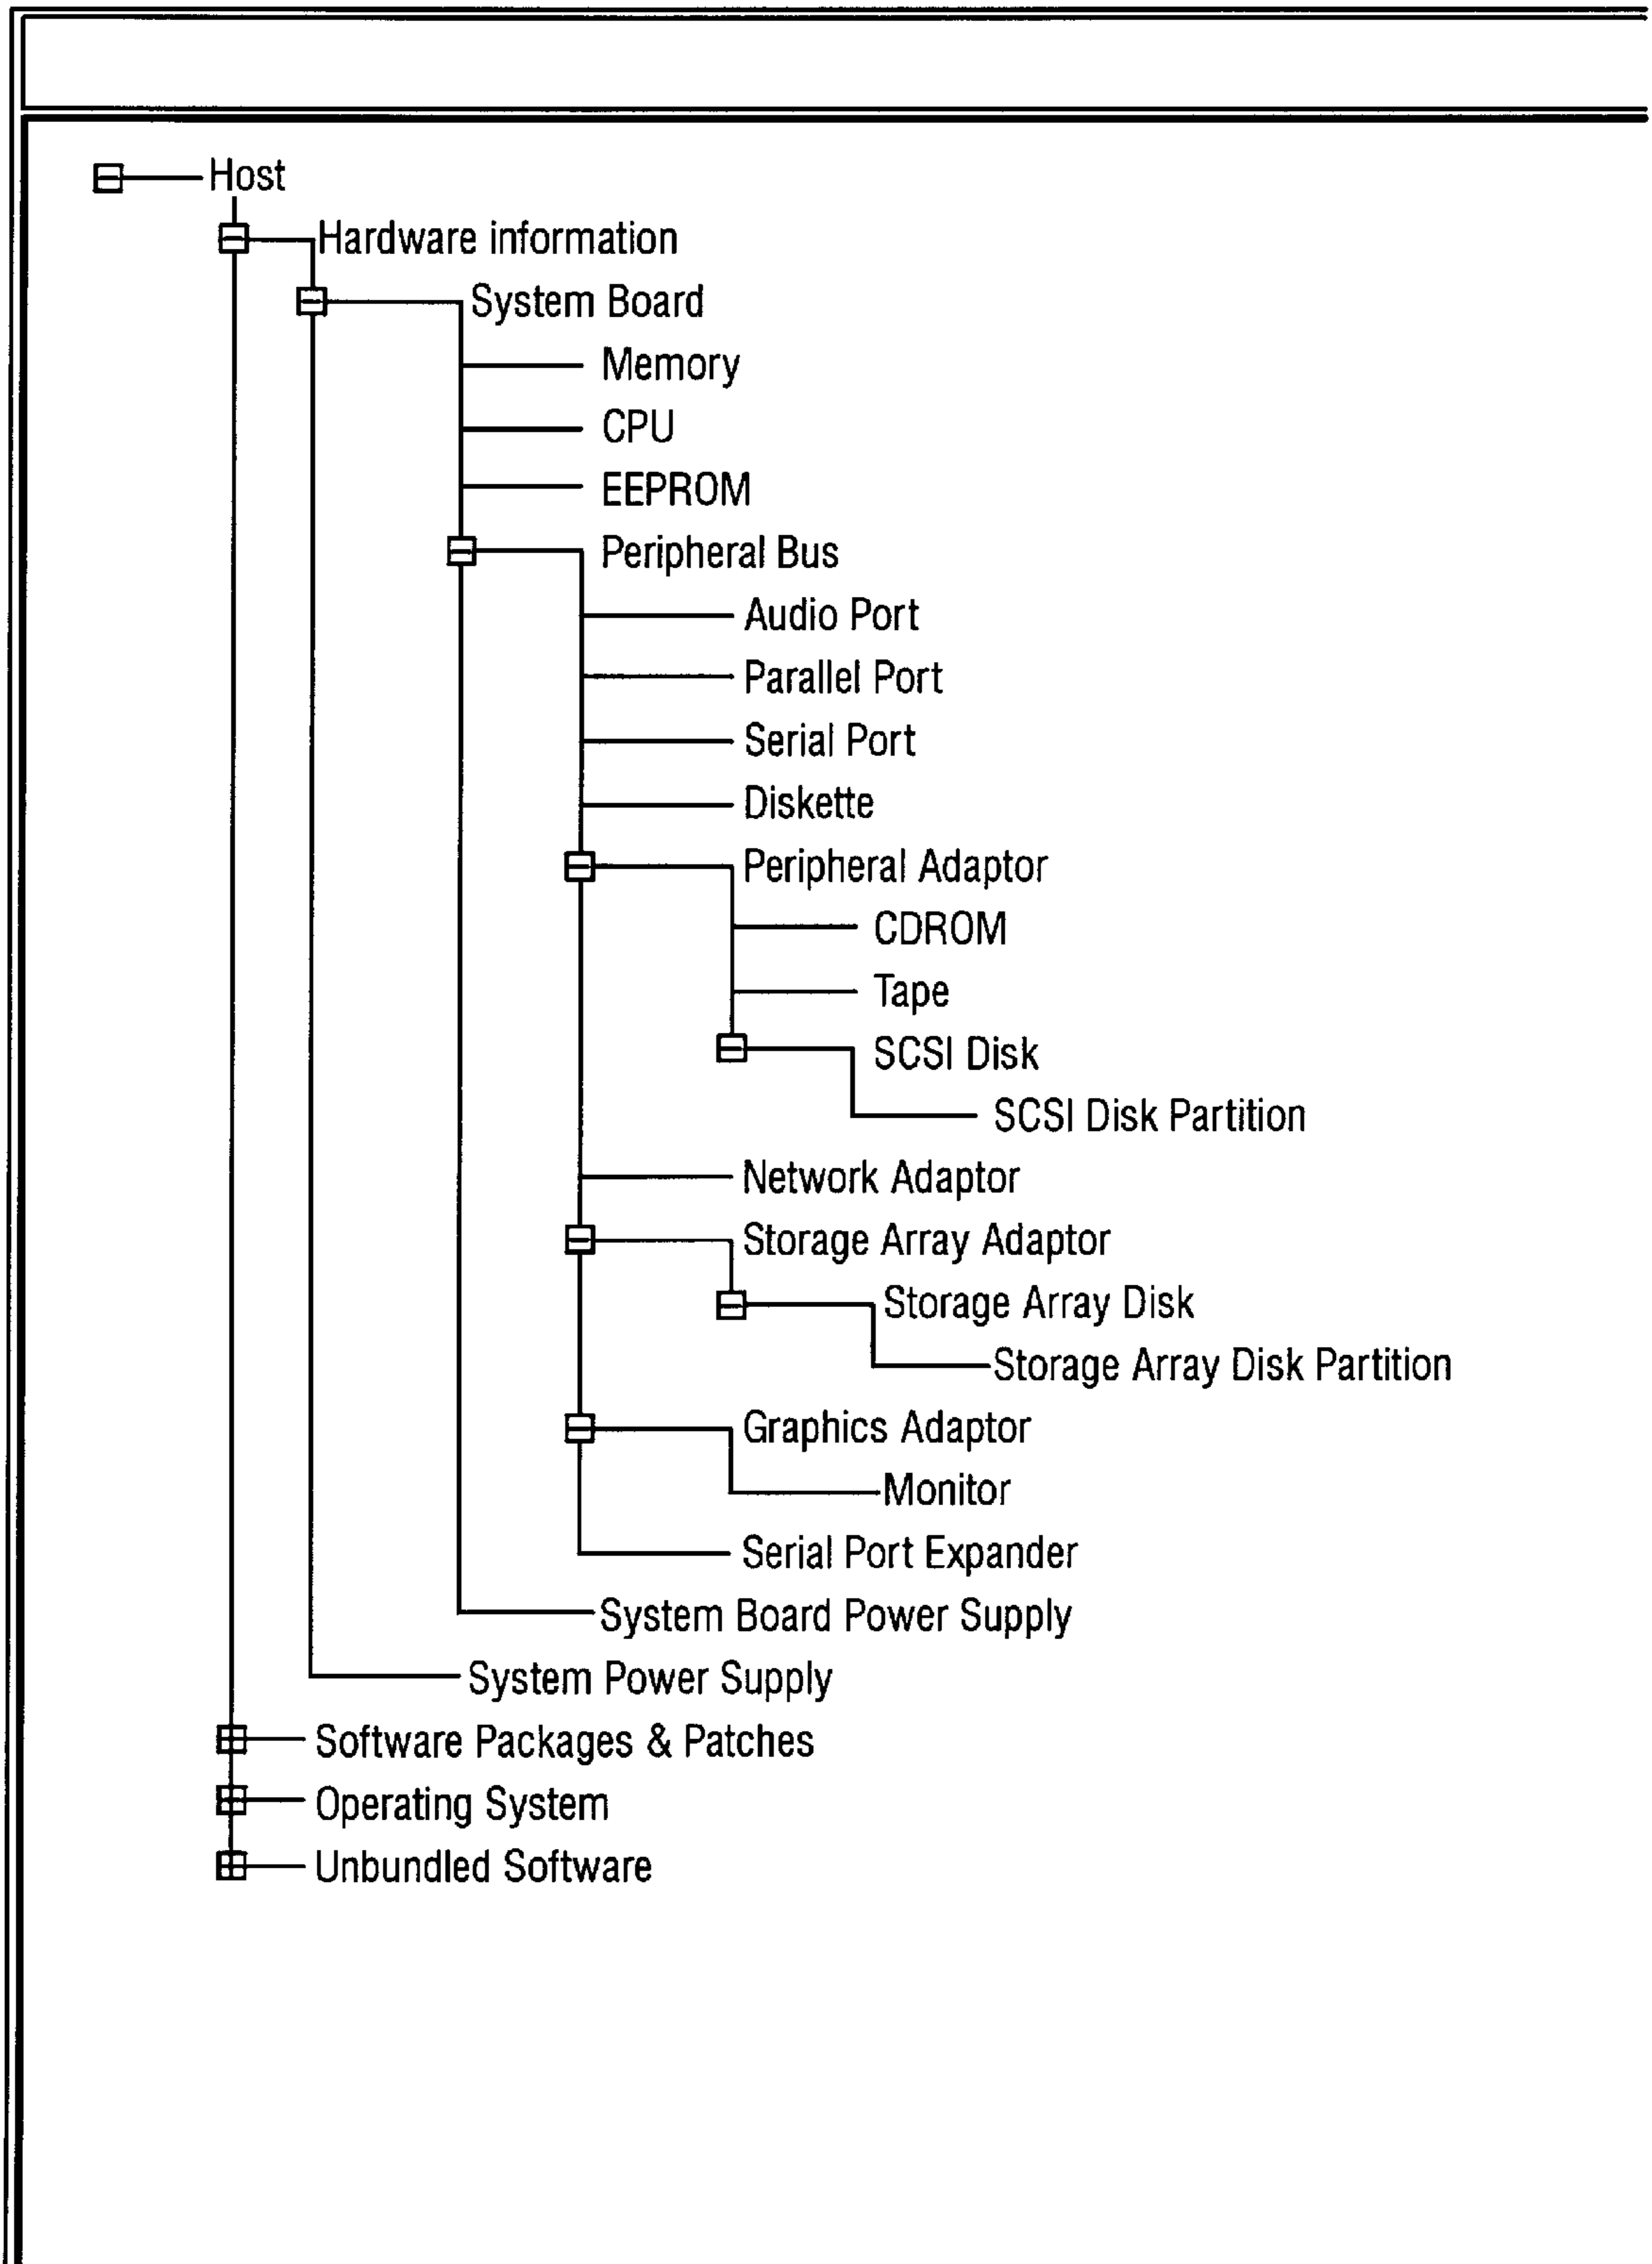 Host
Hardware information
System Board
Memory
CPU
EEPROM
Peripheral Bus
Audio Port
Parallel Port
Serial Port
Diskette
Peripheral Adaptor
CDROM
Tape
SCSI Disk
SCSI Disk Partition
Network Adaptor
Storage Array Adaptor
Storage Array Disk
Storage Array Disk Partition
Graphics Adaptor
Monitor
Serial Port Expander
System Board Power Supply
System Power Supply
Software Packages & Patches
Operating System
Unbundled Software